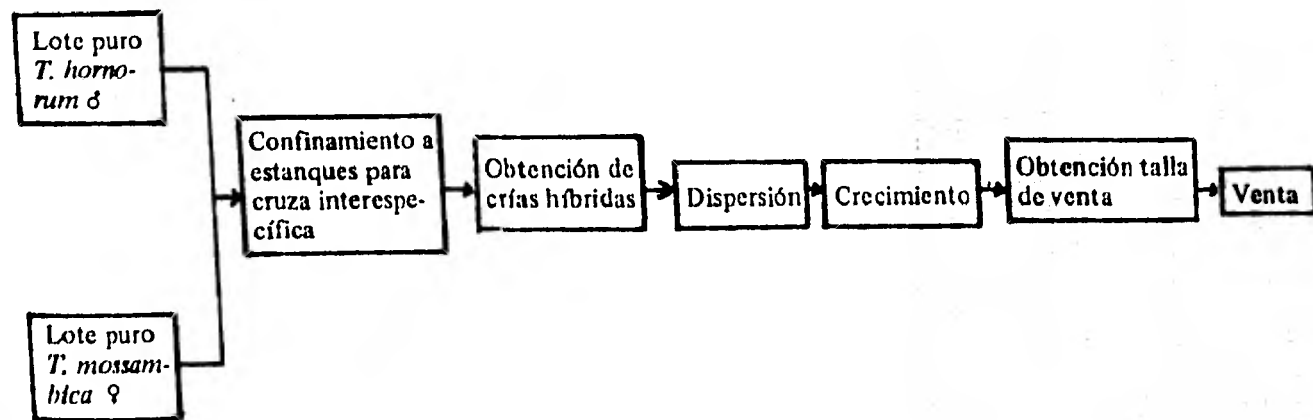 Lote puro
T. horno-
rum ♂
Lote puro
T. mossam-
bica ♀
Confinamiento a
estanques para
cruza interespe-
cífica
Obtención de
crías híbridas
Dispersión
Crecimiento
Obtención talla
de venta
Venta